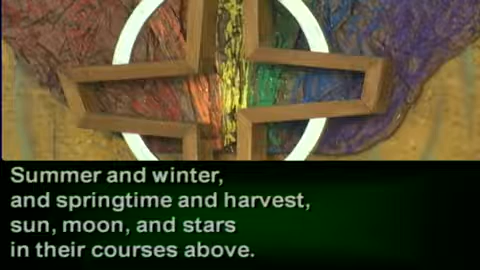 Summer and winter,
and springtime and harvest,
sun, moon, and stars
in their courses above.